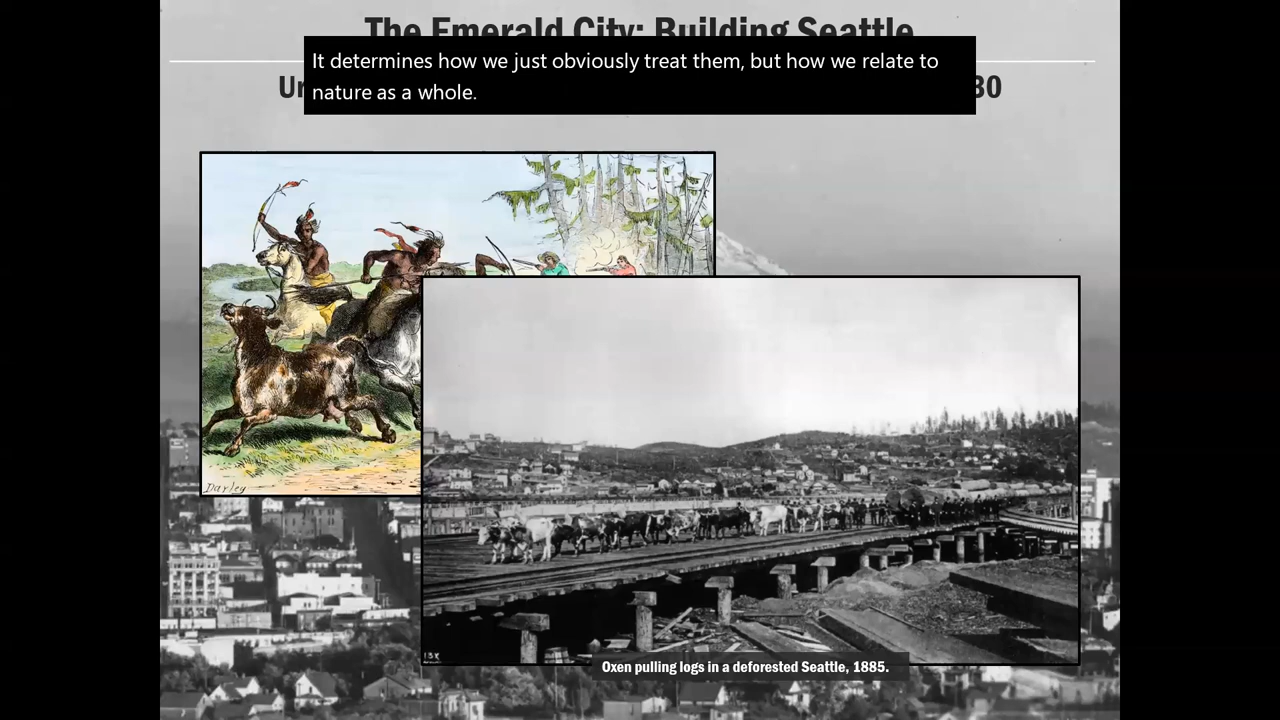 The Emerald City: Building Seattle
It determines how we just obviously treat them, but how we relate to
nature as a whole.
30
Darley
Oxen pulling logs in a deforested Seattle, 1885.